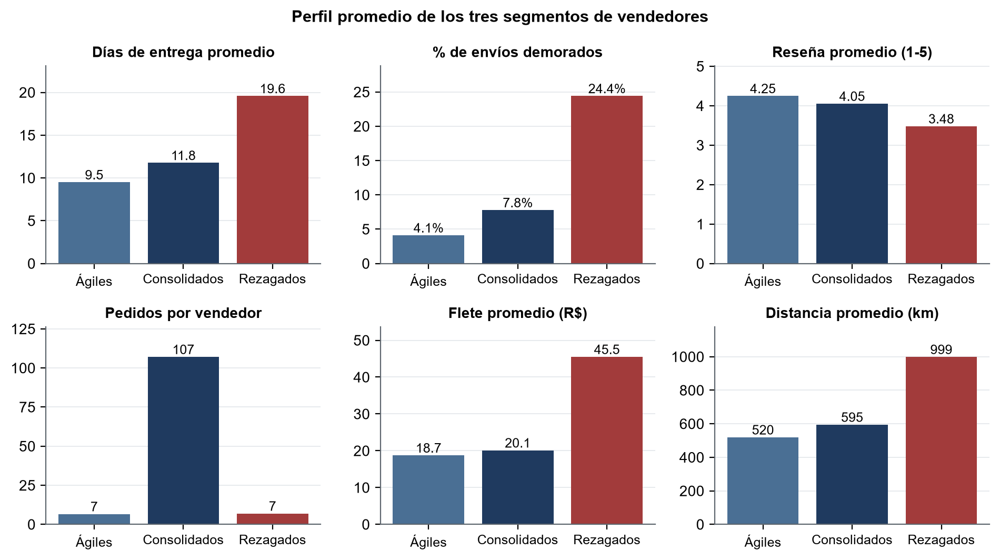 Perfil promedio de los tres segmentos de vendedores
Días de entrega promedio
20
15
10
5
0
9.5
11.8
19.6
Ágiles
Consolidados
Rezagados
% de envíos demorados
25
20
15
10
5
0
4.1%
7.8%
24.4%
Ágiles
Consolidados
Rezagados
Reseña promedio (1-5)
5
4
3
2
1
0
4.25
4.05
3.48
Ágiles
Consolidados
Rezagados
Pedidos por vendedor
125
100
75
50
25
0
7
107
7
Ágiles
Consolidados
Rezagados
Flete promedio (R$)
50
40
30
20
10
0
18.7
20.1
45.5
Ágiles
Consolidados
Rezagados
Distancia promedio (km)
1000
800
600
400
200
0
520
595
999
Ágiles
Consolidados
Rezagados